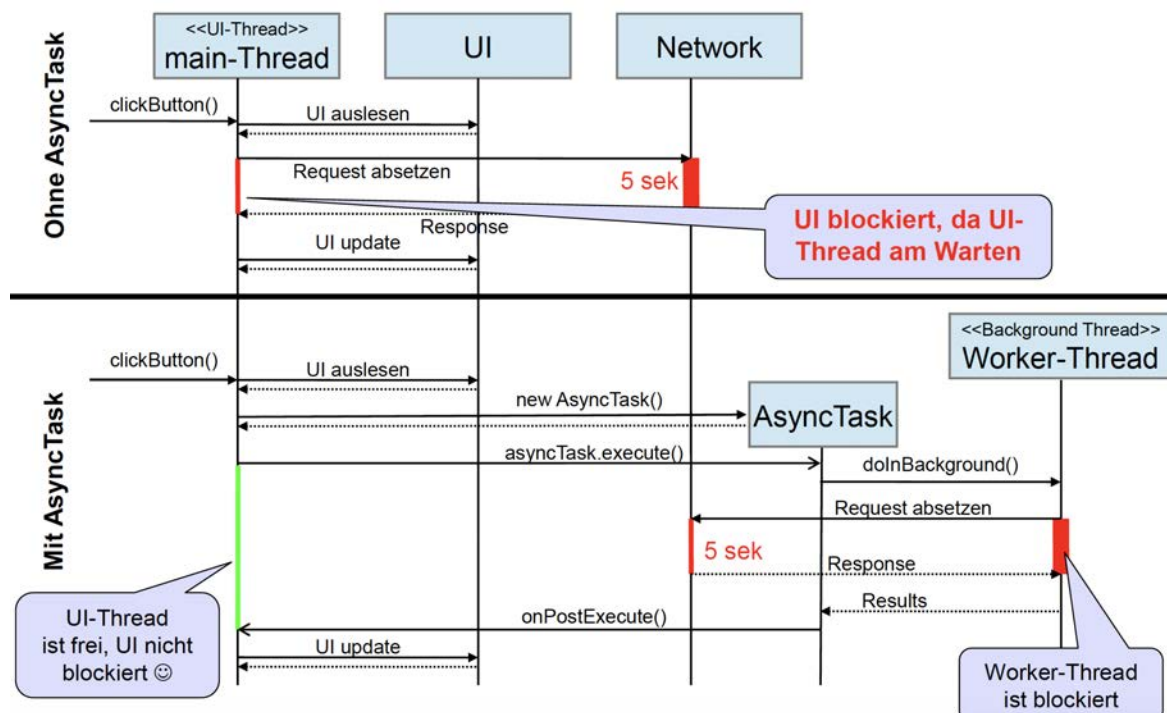 <<UI-Thread>>
main-Thread
UI
Network
Ohne AsyncTask
clickButton()
UI auslesen
Request absetzen
5 sek
UI blockiert, da UI-
Thread am Warten
Response
UI update
<<Background Thread>>
Worker-Thread
Mit AsyncTask
clickButton()
UI auslesen
new AsyncTask()
AsyncTask
asyncTask.execute()
doInBackground()
Request absetzen
5 sek
Response
Results
UI-Thread
ist frei, UI nicht
blockiert ☺
onPostExecute()
UI update
Worker-Thread
ist blockiert